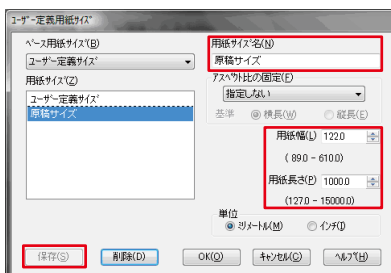 ユーザー定義用紙サイズ
ベース用紙サイズ(B)
ユーザー定義サイズ
用紙サイズ(Z)
ユーザー定義サイズ
原稿サイズ
用紙サイズ名(N)
原稿サイズ
アスペクト比の固定(F)
指定しない
基準 横長(W) 縦長(E)
用紙幅(L) 122.0
( 89.0 - 610.0)
用紙長さ(P) 1000.0
(127.0 - 15000.0)
単位
ミリメートル(M) インチ(I)
保存(S) 削除(D) OK(O) キャンセル(C) ヘルプ(H)